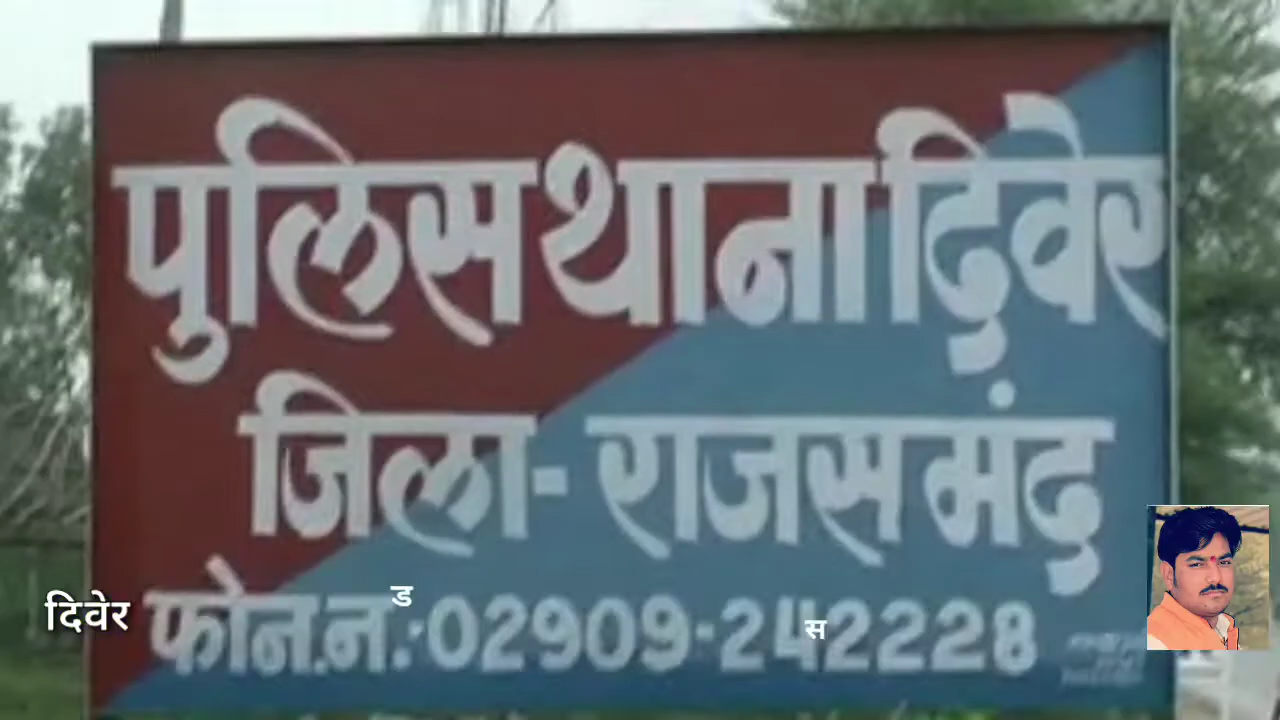 पुलिस थाना दिवेर
जिला - राजसमंद
फोन.न.:02909-242228
दिवेर
ड
स